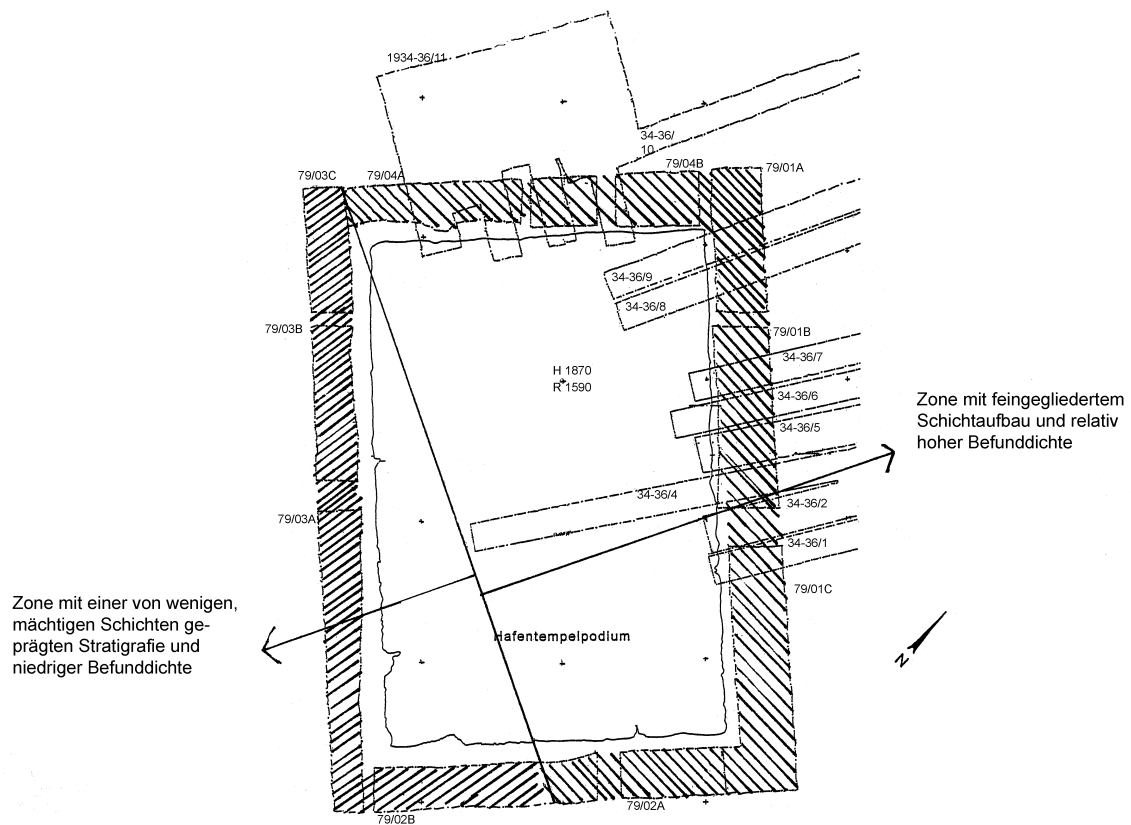 1934-36/11
34-36/
10
79/03C
79/04A
79/04B
79/01A
34-36/9
34-36/8
79/03B
79/01B
34-36/7
H 1870
R 1590
34-36/6
34-36/5
Zone mit feingegliedertem
Schichtaufbau und relativ
hoher Befunddichte
34-36/4
34-36/2
79/03A
34-36/1
79/01C
Zone mit einer von wenigen,
mächtigen Schichten ge-
prägten Stratigrafie und
niedriger Befunddichte
Hafentempelpodium
N
79/02A
79/02B